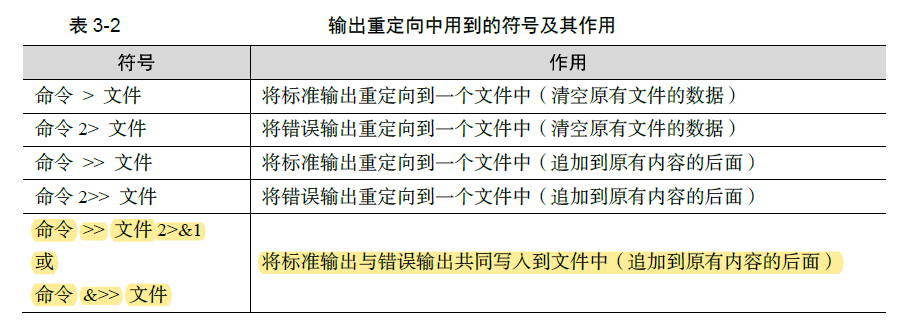 表 3-2 输出重定向中用到的符号及其作用
符号 作用
命令 > 文件 将标准输出重定向到一个文件中（清空原有文件的数据）
命令 2> 文件 将错误输出重定向到一个文件中（清空原有文件的数据）
命令 >> 文件 将标准输出重定向到一个文件中（追加到原有内容的后面）
命令 2>> 文件 将错误输出重定向到一个文件中（追加到原有内容的后面）
命令 >> 文件 2>&1
或
命令 &>> 文件
将标准输出与错误输出共同写入到文件中（追加到原有内容的后面）